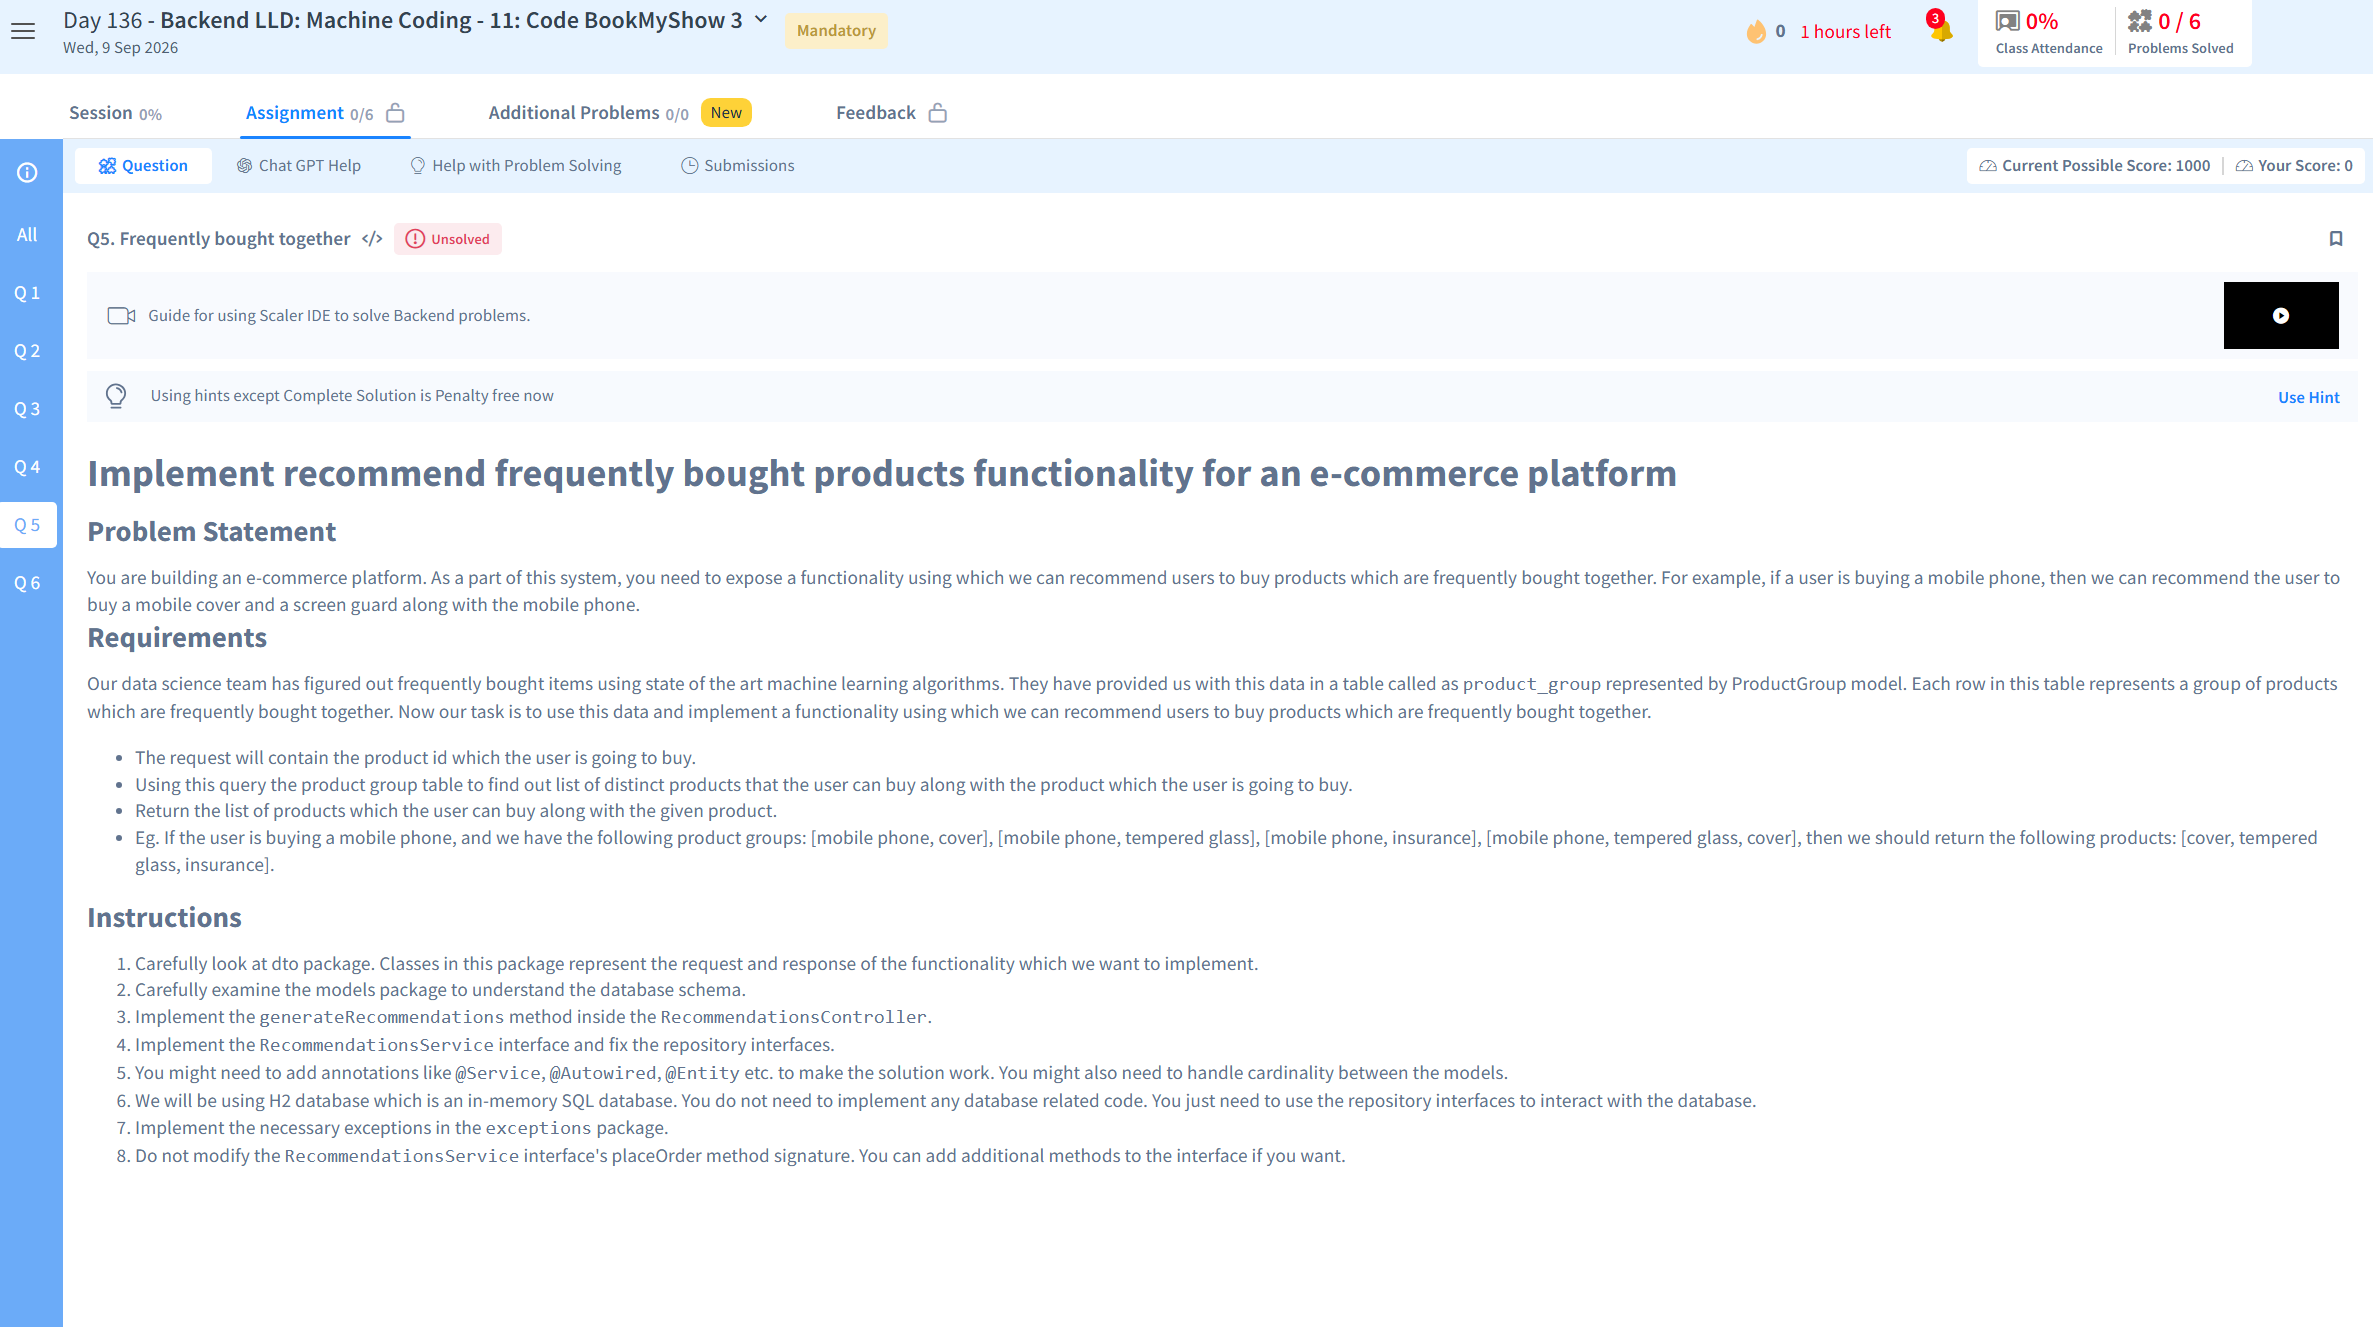 Day 136 - Backend LLD: Machine Coding - 11: Code BookMyShow 3
Wed, 9 Sep 2026
Mandatory
0
1 hours left
3
0%
Class Attendance
0 / 6
Problems Solved
Session 0%
Assignment 0/6
Additional Problems 0/0 New
Feedback
Question
Chat GPT Help
Help with Problem Solving
Submissions
Current Possible Score: 1000
Your Score: 0
All
Q 1
Q 2
Q 3
Q 4
Q 5
Q 6
Q5. Frequently bought together </> Unsolved
Guide for using Scaler IDE to solve Backend problems.
Using hints except Complete Solution is Penalty free now
Use Hint
Implement recommend frequently bought products functionality for an e-commerce platform
Problem Statement
You are building an e-commerce platform. As a part of this system, you need to expose a functionality using which we can recommend users to buy products which are frequently bought together. For example, if a user is buying a mobile phone, then we can recommend the user to
buy a mobile cover and a screen guard along with the mobile phone.
Requirements
Our data science team has figured out frequently bought items using state of the art machine learning algorithms. They have provided us with this data in a table called as product_group represented by ProductGroup model. Each row in this table represents a group of products
which are frequently bought together. Now our task is to use this data and implement a functionality using which we can recommend users to buy products which are frequently bought together.
• The request will contain the product id which the user is going to buy.
• Using this query the product group table to find out list of distinct products that the user can buy along with the product which the user is going to buy.
• Return the list of products which the user can buy along with the given product.
• Eg. If the user is buying a mobile phone, and we have the following product groups: [mobile phone, cover], [mobile phone, tempered glass], [mobile phone, insurance], [mobile phone, tempered glass, cover], then we should return the following products: [cover, tempered
glass, insurance].
Instructions
1. Carefully look at dto package. Classes in this package represent the request and response of the functionality which we want to implement.
2. Carefully examine the models package to understand the database schema.
3. Implement the generateRecommendations method inside the RecommendationsController.
4. Implement the RecommendationsService interface and fix the repository interfaces.
5. You might need to add annotations like @Service, @Autowired, @Entity etc. to make the solution work. You might also need to handle cardinality between the models.
6. We will be using H2 database which is an in-memory SQL database. You do not need to implement any database related code. You just need to use the repository interfaces to interact with the database.
7. Implement the necessary exceptions in the exceptions package.
8. Do not modify the RecommendationsService interface's placeOrder method signature. You can add additional methods to the interface if you want.